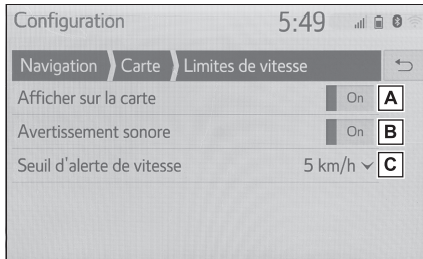 Configuration 5:49
Navigation Carte Limites de vitesse
Afficher sur la carte On A
Avertissement sonore On B
Seuil d'alerte de vitesse 5 km/h C